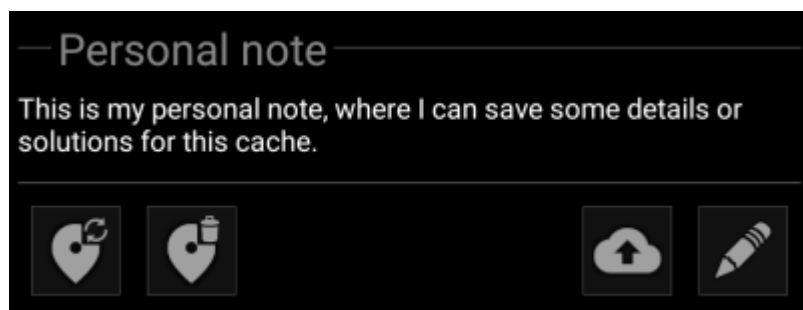 Personal note
This is my personal note, where I can save some details or
solutions for this cache.